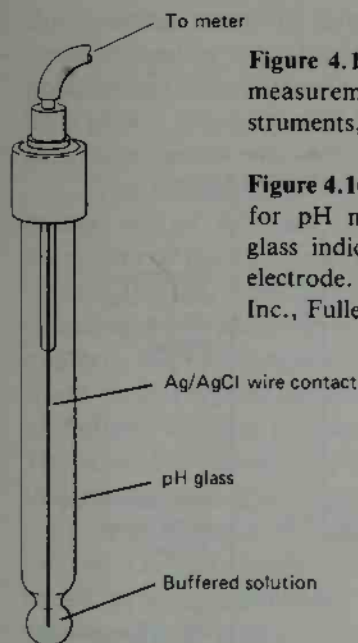 To meter
Figure 4.1
measurem
struments,
Figure 4.1
for pH m
glass indic
electrode.
Inc., Fulle
Ag/AgCl wire contact
pH glass
Buffered solution